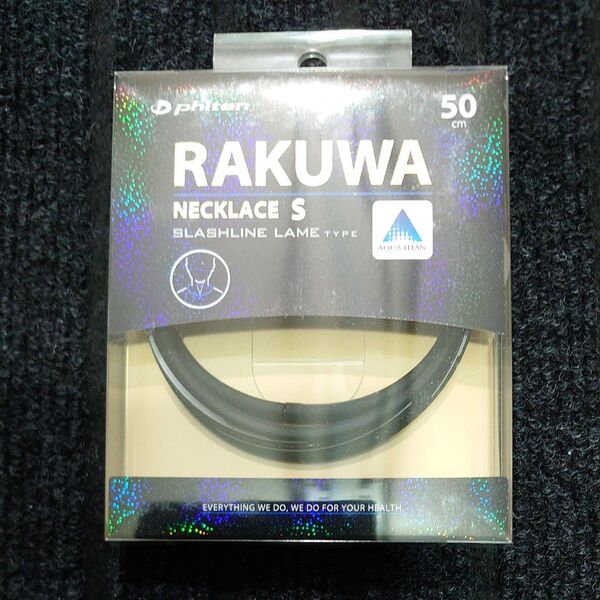 phiten
50
cm
RAKUWA
NECKLACE S
SLASHLINE LAME TYPE
AQUA TITAN
EVERYTHING WE DO, WE DO FOR YOUR HEALTH.